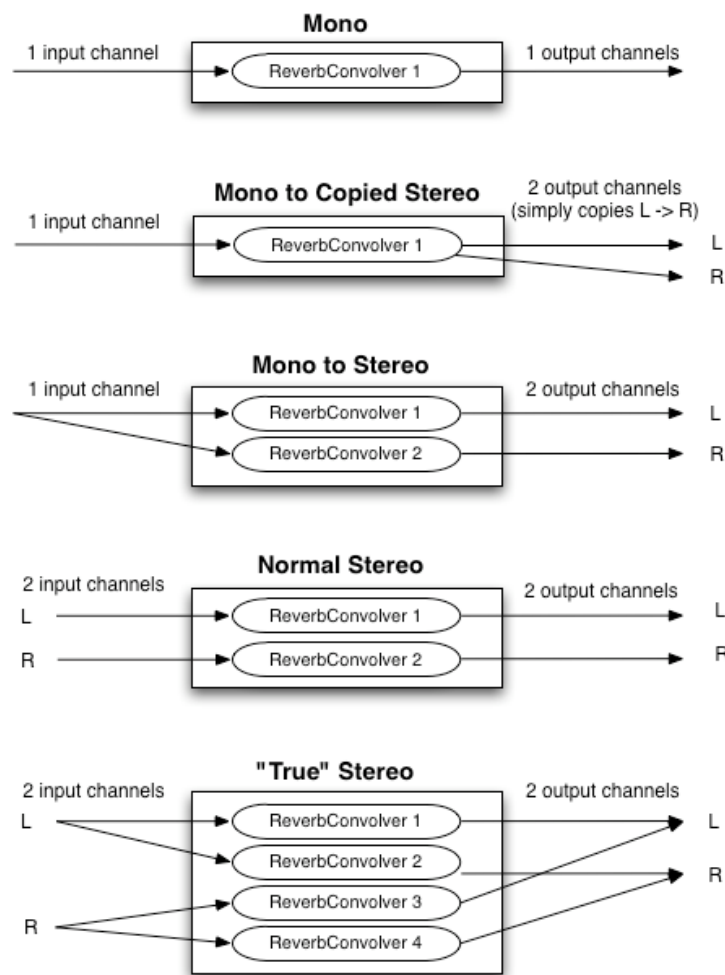 Mono
1 input channel
1 output channels
ReverbConvolver 1
Mono to Copied Stereo
2 output channels
(simply copies L -> R)
1 input channel
ReverbConvolver 1
L
R
Mono to Stereo
1 input channel
2 output channels
ReverbConvolver 1
L
ReverbConvolver 2
R
Normal Stereo
2 input channels
2 output channels
L
ReverbConvolver 1
L
R
ReverbConvolver 2
R
"True" Stereo
2 input channels
2 output channels
L
ReverbConvolver 1
L
ReverbConvolver 2
R
ReverbConvolver 3
R
ReverbConvolver 4